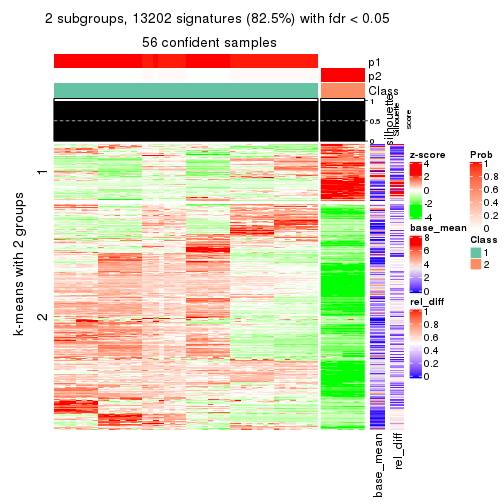 2 subgroups, 13202 signatures (82.5%) with fdr < 0.05
56 confident samples
p1
p2
Class
silhouette
Silhouette
score
1
0.5
0
k-means with 2 groups
1
2
z-score
4
2
0
-2
-4
base_mean
8
6
4
2
0
rel_diff
1
0.8
0.6
0.4
0.2
0
Prob
1
0.8
0.6
0.4
0.2
0
Class
1
2
base_mean
rel_diff